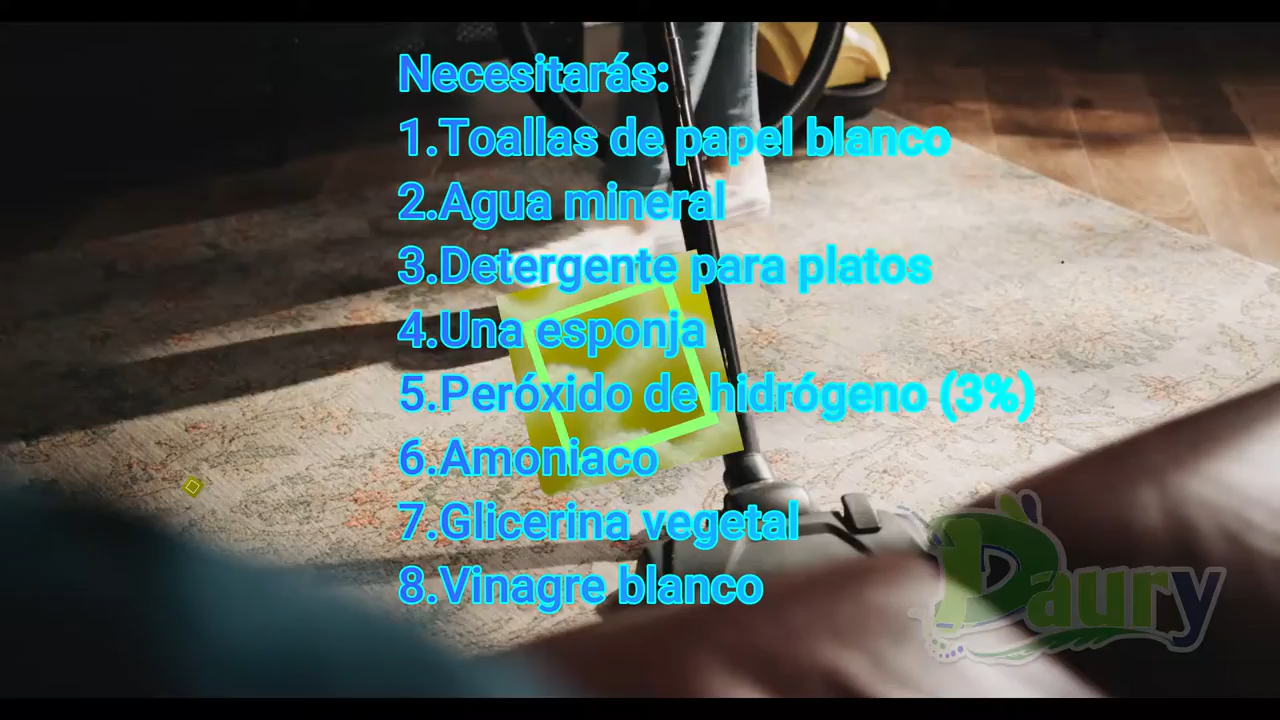 Necesitarás:
1.Toallas de papel blanco
2.Agua mineral
3.Detergente para platos
4.Una esponja
5.Peróxido de hidrógeno (3%)
6.Amoniaco
7.Glicerina vegetal
8.Vinagre blanco
Daury